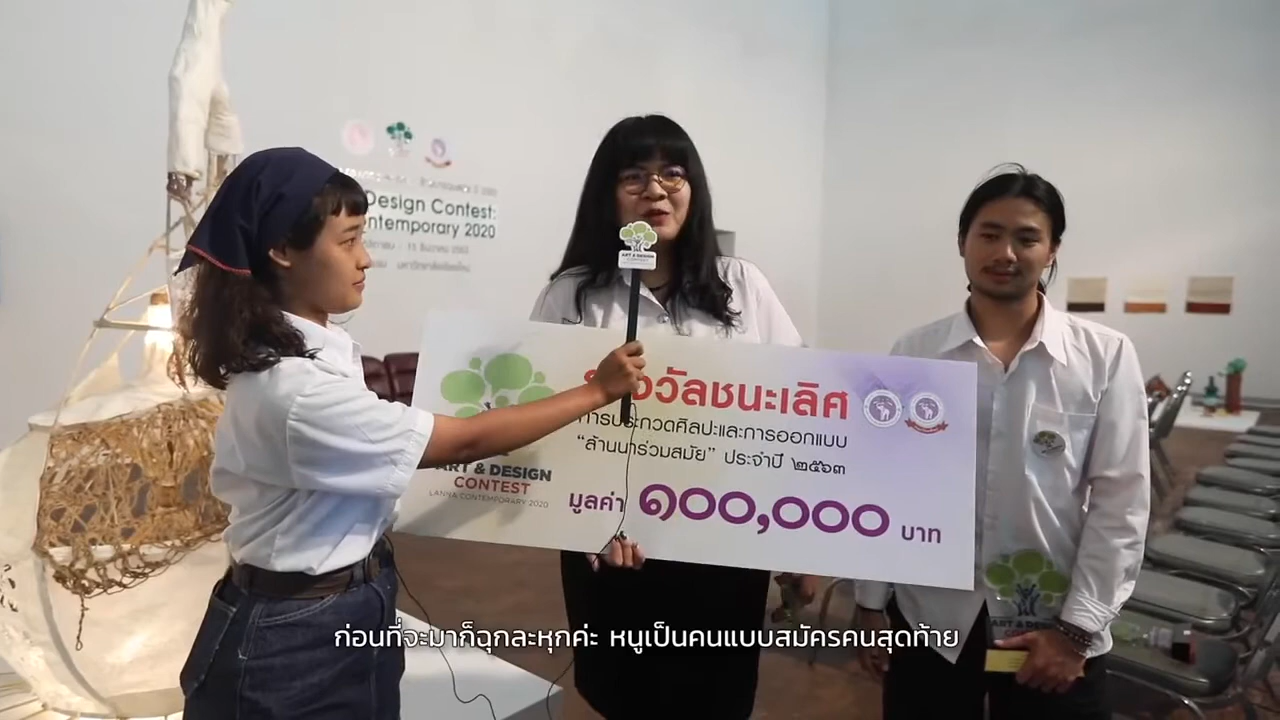 Design Contest:
ntemporary 2020
ART & DESIGN
วัลชนะเลิศ
การประกวดศิลปะและการออกแบบ
“ล้านนาร่วมสมัย” ประจำปี ๒๕๖๓
มูลค่า ๑๐๐,๐๐๐ บาท
ART & DESIGN
CONTEST
LANNA CONTEMPORARY 2020
ART & DESIGN
ก่อนที่จะมาก็ฉุกละหุกค่ะ หนูเป็นคนแบบสมัครคนสุดท้าย